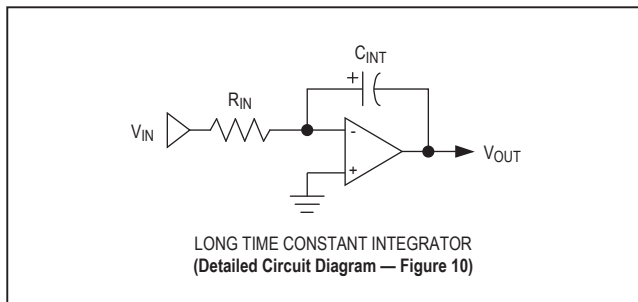 C_INT
+
R_IN
V_IN
-
+
V_OUT
LONG TIME CONSTANT INTEGRATOR
(Detailed Circuit Diagram — Figure 10)